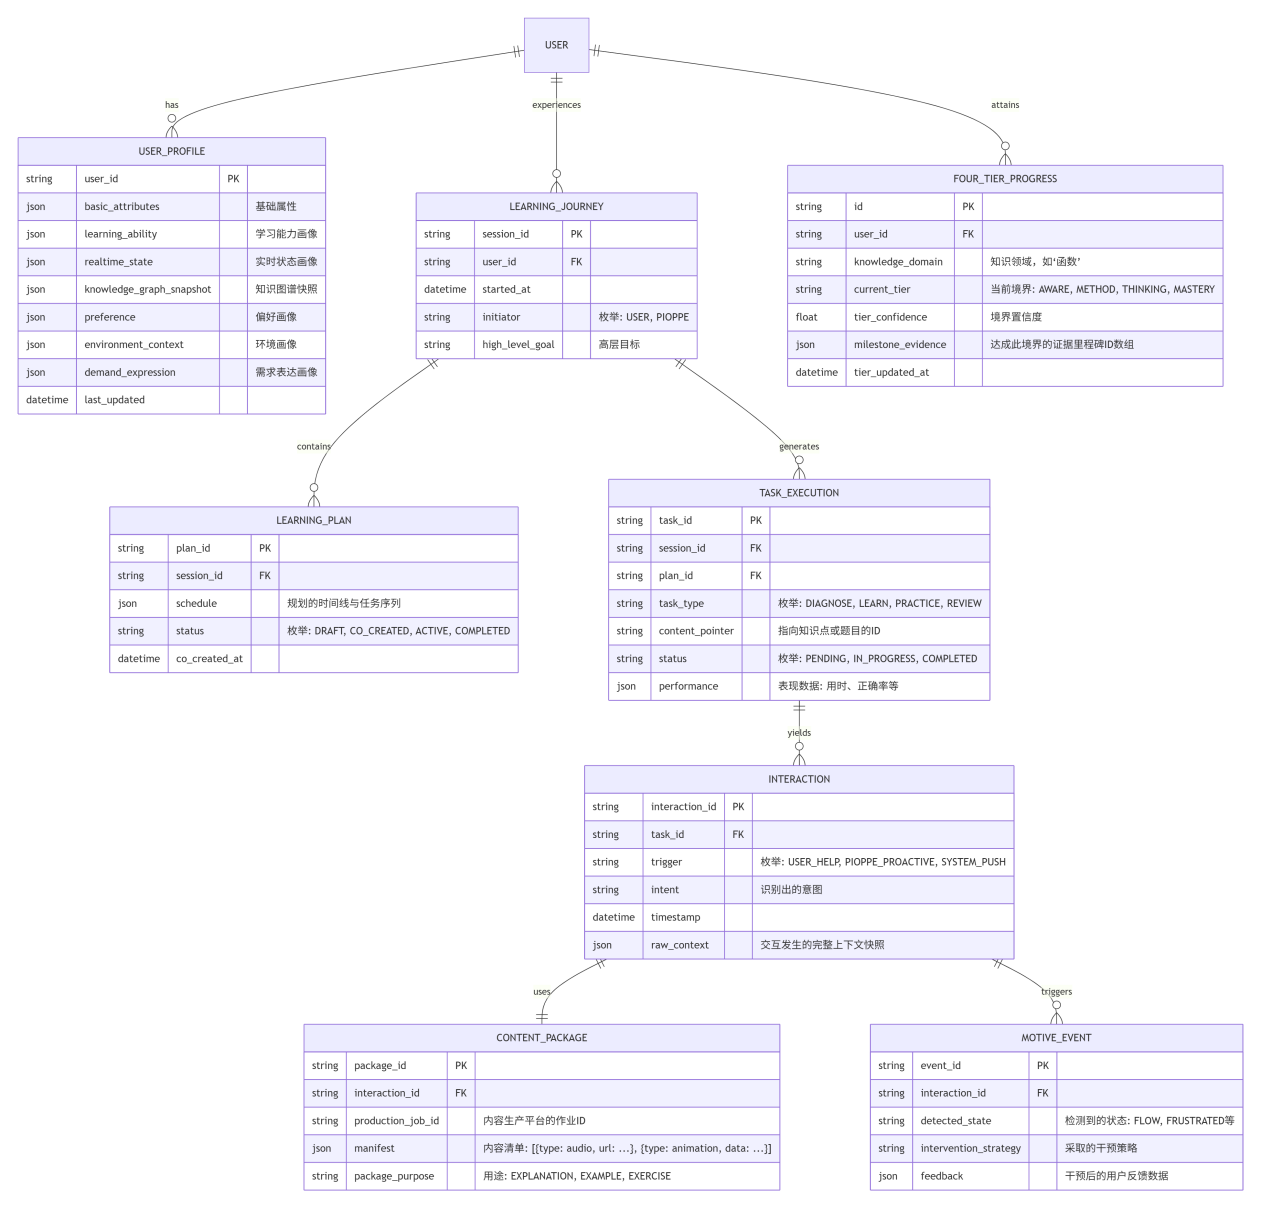 USER
has
experiences
attains
USER_PROFILE
string user_id PK
json basic_attributes 基础属性
json learning_ability 学习能力画像
json realtime_state 实时状态画像
json knowledge_graph_snapshot 知识图谱快照
json preference 偏好画像
json environment_context 环境画像
json demand_expression 需求表达画像
datetime last_updated
LEARNING_JOURNEY
string session_id PK
string user_id FK
datetime started_at
string initiator 枚举: USER, PIOPPE
string high_level_goal 高层目标
FOUR_TIER_PROGRESS
string id PK
string user_id FK
string knowledge_domain 知识领域，如‘函数’
string current_tier 当前境界: AWARE, METHOD, THINKING, MASTERY
float tier_confidence 境界置信度
json milestone_evidence 达成此境界的证据里程碑ID数组
datetime tier_updated_at
contains
generates
LEARNING_PLAN
string plan_id PK
string session_id FK
json schedule 规划的时间线与任务序列
string status 枚举: DRAFT, CO_CREATED, ACTIVE, COMPLETED
datetime co_created_at
TASK_EXECUTION
string task_id PK
string session_id FK
string plan_id FK
string task_type 枚举: DIAGNOSE, LEARN, PRACTICE, REVIEW
string content_pointer 指向知识点或题目的ID
string status 枚举: PENDING, IN_PROGRESS, COMPLETED
json performance 表现数据: 用时、正确率等
yields
INTERACTION
string interaction_id PK
string task_id FK
string trigger 枚举: USER_HELP, PIOPPE_PROACTIVE, SYSTEM_PUSH
string intent 识别出的意图
datetime timestamp
json raw_context 交互发生的完整上下文快照
uses
triggers
CONTENT_PACKAGE
string package_id PK
string interaction_id FK
string production_job_id 内容生产平台的作业ID
json manifest 内容清单: [{type: audio, url: ...}, {type: animation, data: ...}]
string package_purpose 用途: EXPLANATION, EXAMPLE, EXERCISE
MOTIVE_EVENT
string event_id PK
string interaction_id FK
string detected_state 检测到的状态: FLOW, FRUSTRATED等
string intervention_strategy 采取的干预策略
json feedback 干预后的用户反馈数据